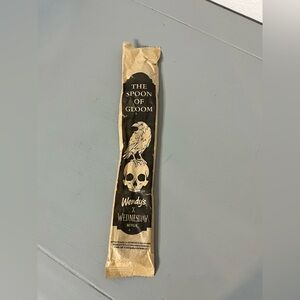 THE
SPOON
OF
GLOOM
Wendy's
X
WEDNESDAY
NETFLIX